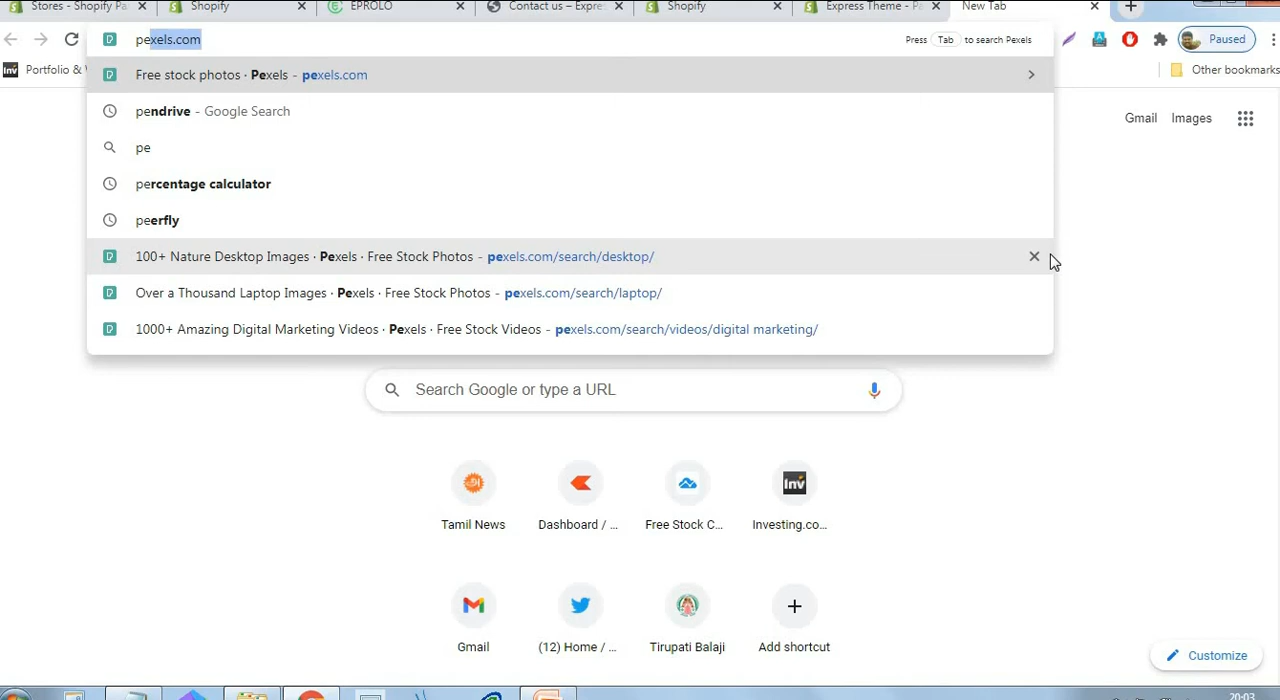 Stores - Shopify Pa
Shopify
EPROLO
Contact us – Expre
Shopify
Express Theme - Pa
New Tab
pexels.com
Press Tab to search Pexels
Paused
Inv Portfolio &
Other bookmarks
Free stock photos · Pexels - pexels.com
pendrive - Google Search
pe
percentage calculator
peerfly
100+ Nature Desktop Images · Pexels · Free Stock Photos - pexels.com/search/desktop/
Over a Thousand Laptop Images · Pexels · Free Stock Photos - pexels.com/search/laptop/
1000+ Amazing Digital Marketing Videos · Pexels · Free Stock Videos - pexels.com/search/videos/digital marketing/
Gmail
Images
Search Google or type a URL
அ
Inv
Tamil News
Dashboard / ...
Free Stock C...
Investing.co...
Gmail
(12) Home / ...
Tirupati Balaji
Add shortcut
Customize
20:03